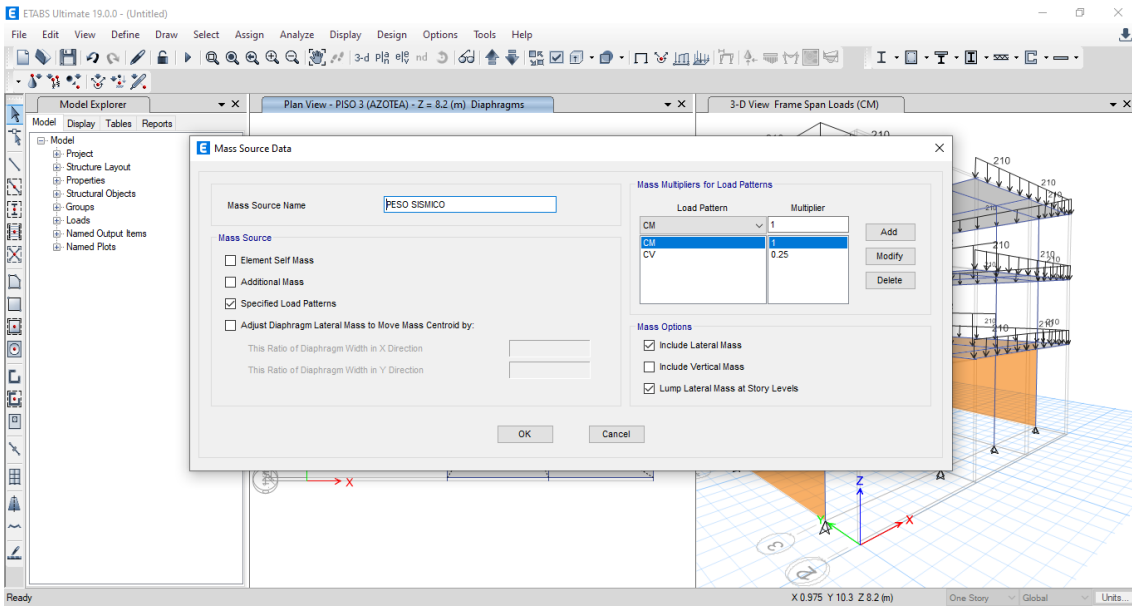 ETABS Ultimate 19.0.0 - (Untitled)
File Edit View Define Draw Select Assign Analyze Display Design Options Tools Help
3-d plä elė nd
Model Explorer
Model Display Tables Reports
Model
Project
Structure Layout
Properties
Structural Objects
Groups
Loads
Named Output Items
Named Plots
Plan View - PISO 3 (AZOTEA) - Z = 8.2 (m) Diaphragms
3-D View Frame Span Loads (CM)
Mass Source Data
Mass Source Name
PESO SISMICO
Mass Source
Element Self Mass
Additional Mass
Specified Load Patterns
Adjust Diaphragm Lateral Mass to Move Mass Centroid by:
This Ratio of Diaphragm Width in X Direction
This Ratio of Diaphragm Width in Y Direction
Mass Multipliers for Load Patterns
Load Pattern Multiplier
CM 1
CM 1
CV 0.25
Add
Modify
Delete
Mass Options
Include Lateral Mass
Include Vertical Mass
Lump Lateral Mass at Story Levels
OK Cancel
210
210
210
210
210
X
Z
Y
X
3
Ready
X 0.975 Y 10.3 Z 8.2 (m)
One Story Global Units...